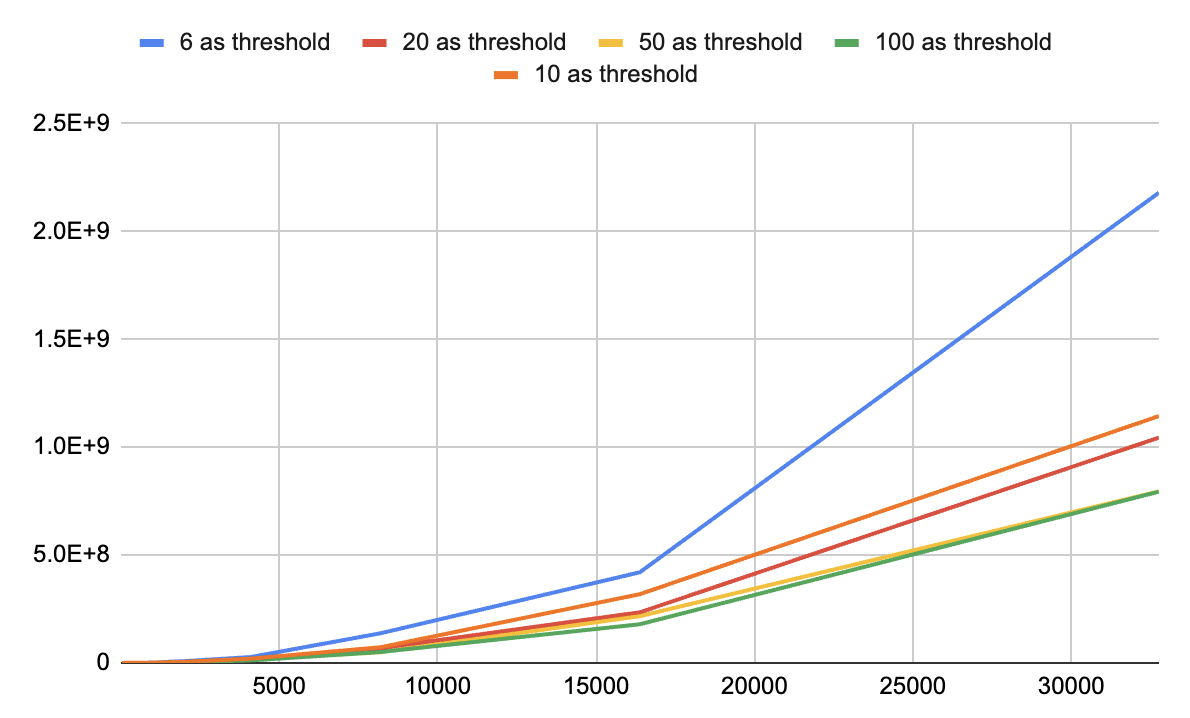 6 as threshold 20 as threshold 50 as threshold 100 as threshold
10 as threshold
2.5E+9
2.0E+9
1.5E+9
1.0E+9
5.0E+8
0
5000 10000 15000 20000 25000 30000